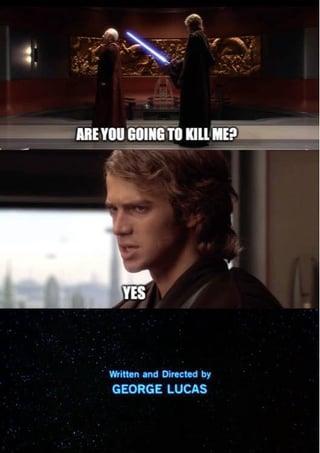 ARE YOU GOING TO KILL ME?
YES
Written and Directed by
GEORGE LUCAS